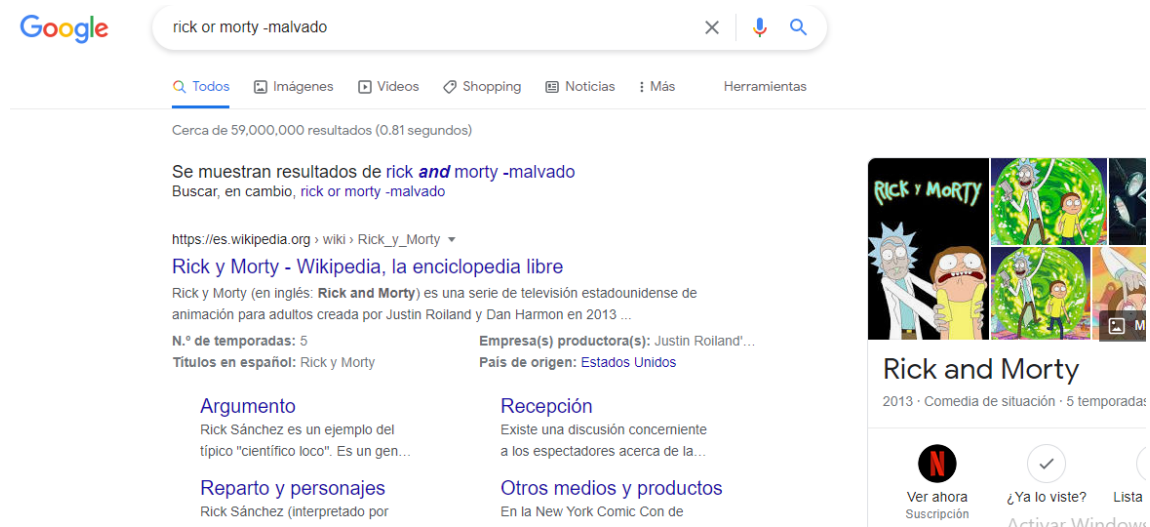 Google
rick or morty -malvado
Todos
Imágenes
Videos
Shopping
Noticias
Más
Herramientas
Cerca de 59,000,000 resultados (0.81 segundos)
Se muestran resultados de rick and morty -malvado
Buscar, en cambio, rick or morty -malvado
https://es.wikipedia.org › wiki › Rick_y_Morty
Rick y Morty - Wikipedia, la enciclopedia libre
Rick y Morty (en inglés: Rick and Morty) es una serie de televisión estadounidense de
animación para adultos creada por Justin Roiland y Dan Harmon en 2013 ...
N.º de temporadas: 5
Empresa(s) productora(s): Justin Roiland'...
Títulos en español: Rick y Morty
País de origen: Estados Unidos
Argumento
Rick Sánchez es un ejemplo del
típico "científico loco". Es un gen...
Recepción
Existe una discusión concerniente
a los espectadores acerca de la...
Reparto y personajes
Rick Sánchez (interpretado por
Otros medios y productos
En la New York Comic Con de
RICK Y MORTY
M
Rick and Morty
2013 · Comedia de situación · 5 temporadas
N
Ver ahora
Suscripción
¿Ya lo viste?
Lista
Activar Windows